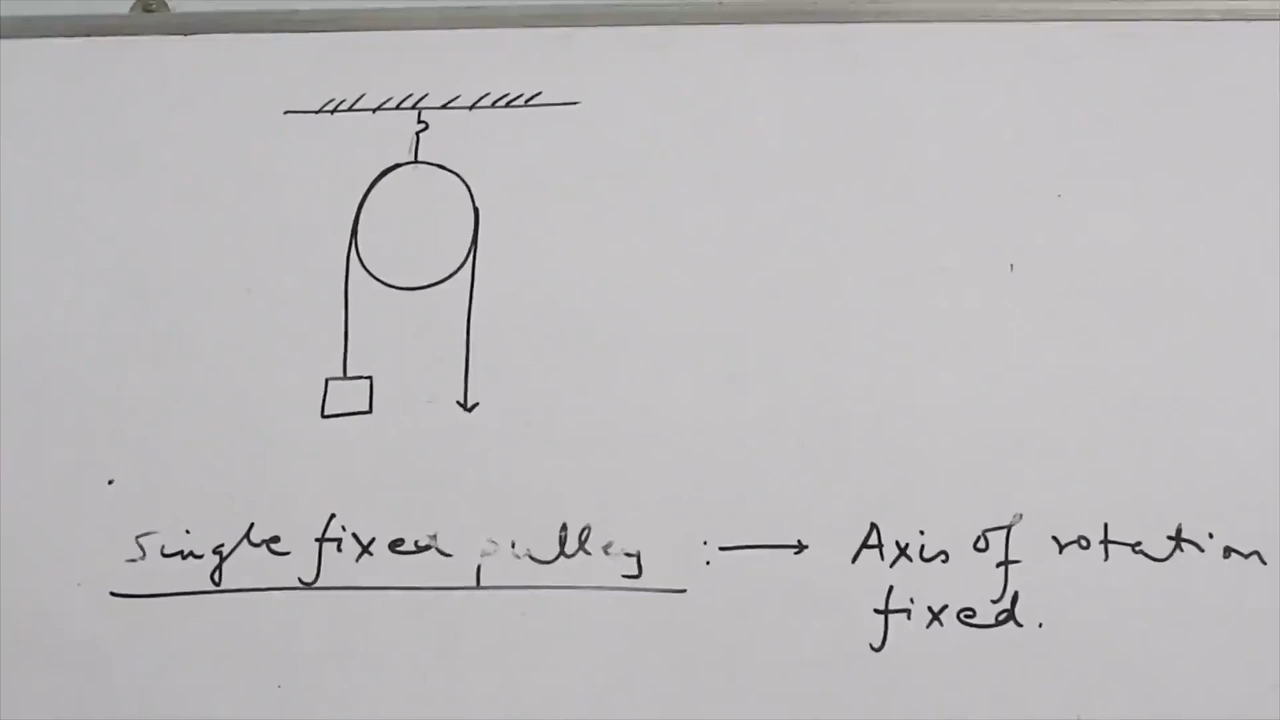 single fixed pulley : → Axis of rotation
fixed.